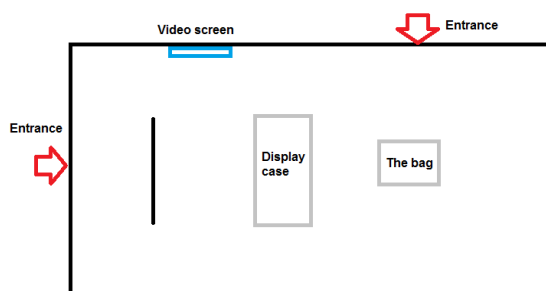 Video screen
Entrance
Entrance
Display
case
The bag